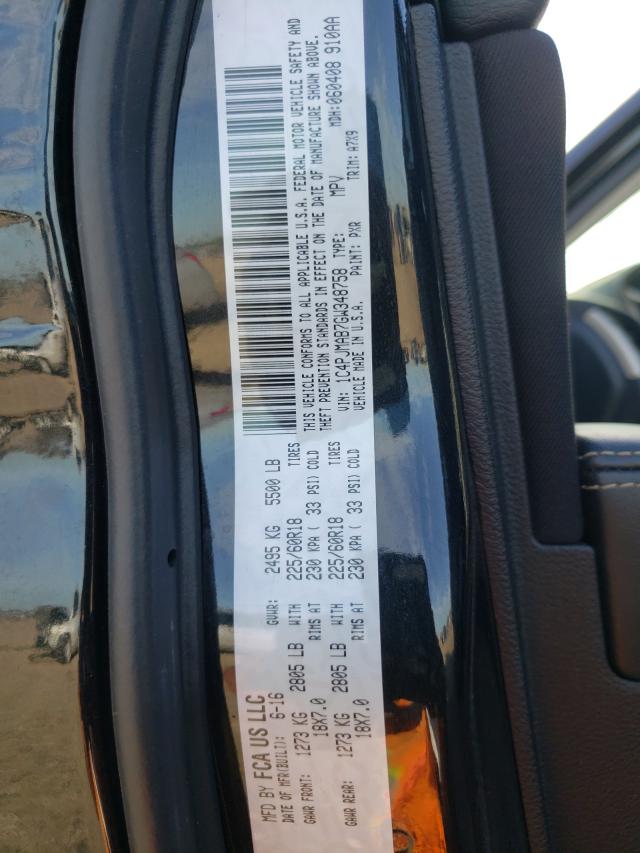 MFD BY FCA US LLC
DATE OF MFR(BUILT): 6-16 GVWR: 2495 KG 5500 LB
GAWR FRONT: 1273 KG 2805 LB WITH 225/60R18 TIRES
18X7.0 RIMS AT 230 KPA ( 33 PSI) COLD
GAWR REAR: 1273 KG 2805 LB WITH 225/60R18 TIRES
18X7.0 RIMS AT 230 KPA ( 33 PSI) COLD
THIS VEHICLE CONFORMS TO ALL APPLICABLE U.S.A. FEDERAL MOTOR VEHICLE SAFETY AND
THEFT PREVENTION STANDARDS IN EFFECT ON THE DATE OF MANUFACTURE SHOWN ABOVE.
VIN: 1C4PJMAB7GW348758 TYPE: MPV MDH:060408 910AA
VEHICLE MADE IN U.S.A. PAINT: PXR TRIM: A7X9